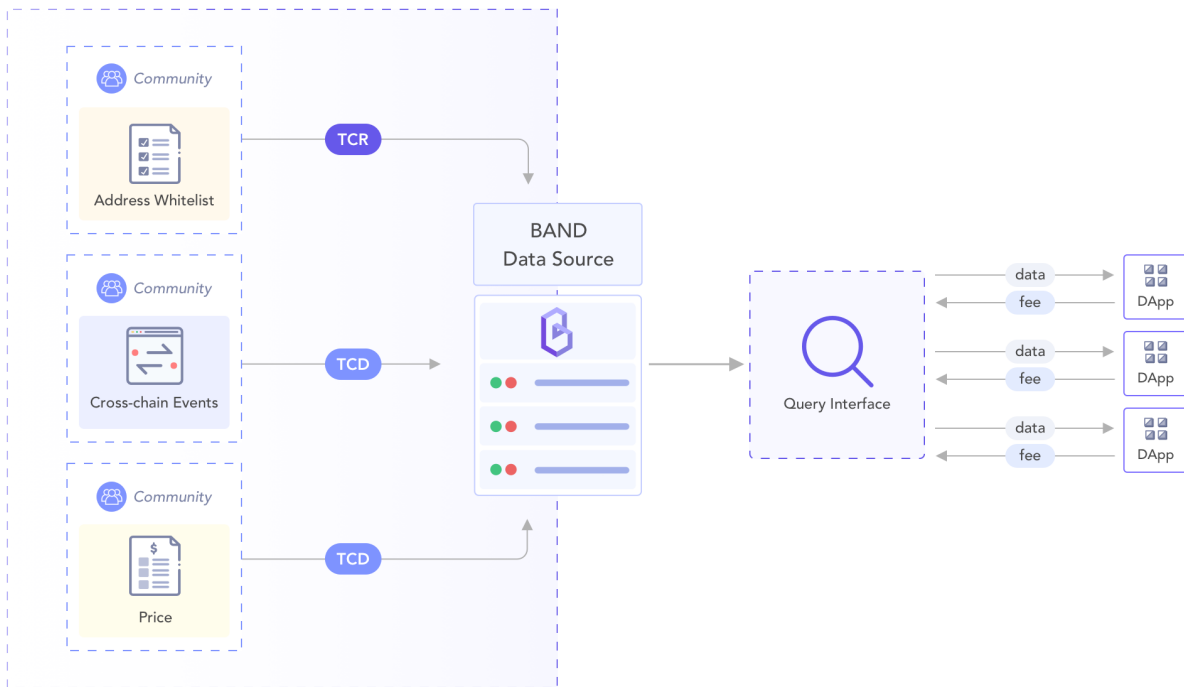 Community
Address Whitelist
TCR
Community
Cross-chain Events
TCD
Community
$
Price
TCD
BAND
Data Source
Query Interface
data
fee
DApp
data
fee
DApp
data
fee
DApp